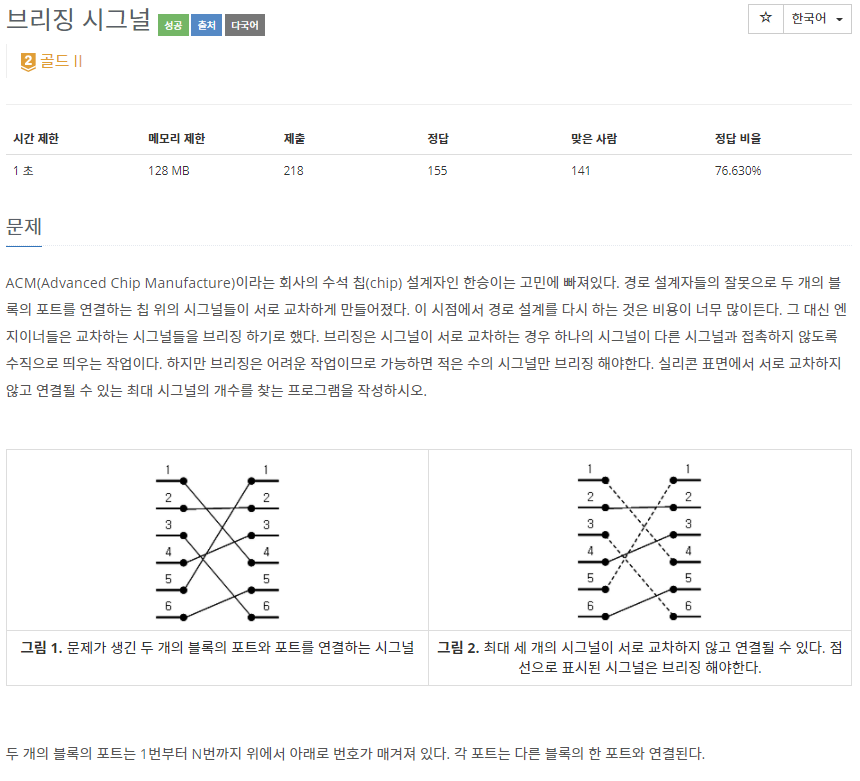 브리징 시그널 성공 출처 다국어
☆ 한국어
2 골드 II
시간 제한 메모리 제한 제출 정답 맞은 사람 정답 비율
1 초 128 MB 218 155 141 76.630%
문제
ACM(Advanced Chip Manufacture)이라는 회사의 수석 칩(chip) 설계자인 한승이는 고민에 빠져있다. 경로 설계자들의 잘못으로 두 개의 블
록의 포트를 연결하는 칩 위의 시그널들이 서로 교차하게 만들어졌다. 이 시점에서 경로 설계를 다시 하는 것은 비용이 너무 많이든다. 그 대신 엔
지이너들은 교차하는 시그널들을 브리징 하기로 했다. 브리징은 시그널이 서로 교차하는 경우 하나의 시그널이 다른 시그널과 접촉하지 않도록
수직으로 띄우는 작업이다. 하지만 브리징은 어려운 작업이므로 가능하면 적은 수의 시그널만 브리징 해야한다. 실리콘 표면에서 서로 교차하지
않고 연결될 수 있는 최대 시그널의 개수를 찾는 프로그램을 작성하시오.
1 1
2 2
3 3
4 4
5 5
6 6
그림 1. 문제가 생긴 두 개의 블록의 포트와 포트를 연결하는 시그널
1 1
2 2
3 3
4 4
5 5
6 6
그림 2. 최대 세 개의 시그널이 서로 교차하지 않고 연결될 수 있다. 점
선으로 표시된 시그널은 브리징 해야한다.
두 개의 블록의 포트는 1번부터 N번까지 위에서 아래로 번호가 매겨져 있다. 각 포트는 다른 블록의 한 포트와 연결된다.